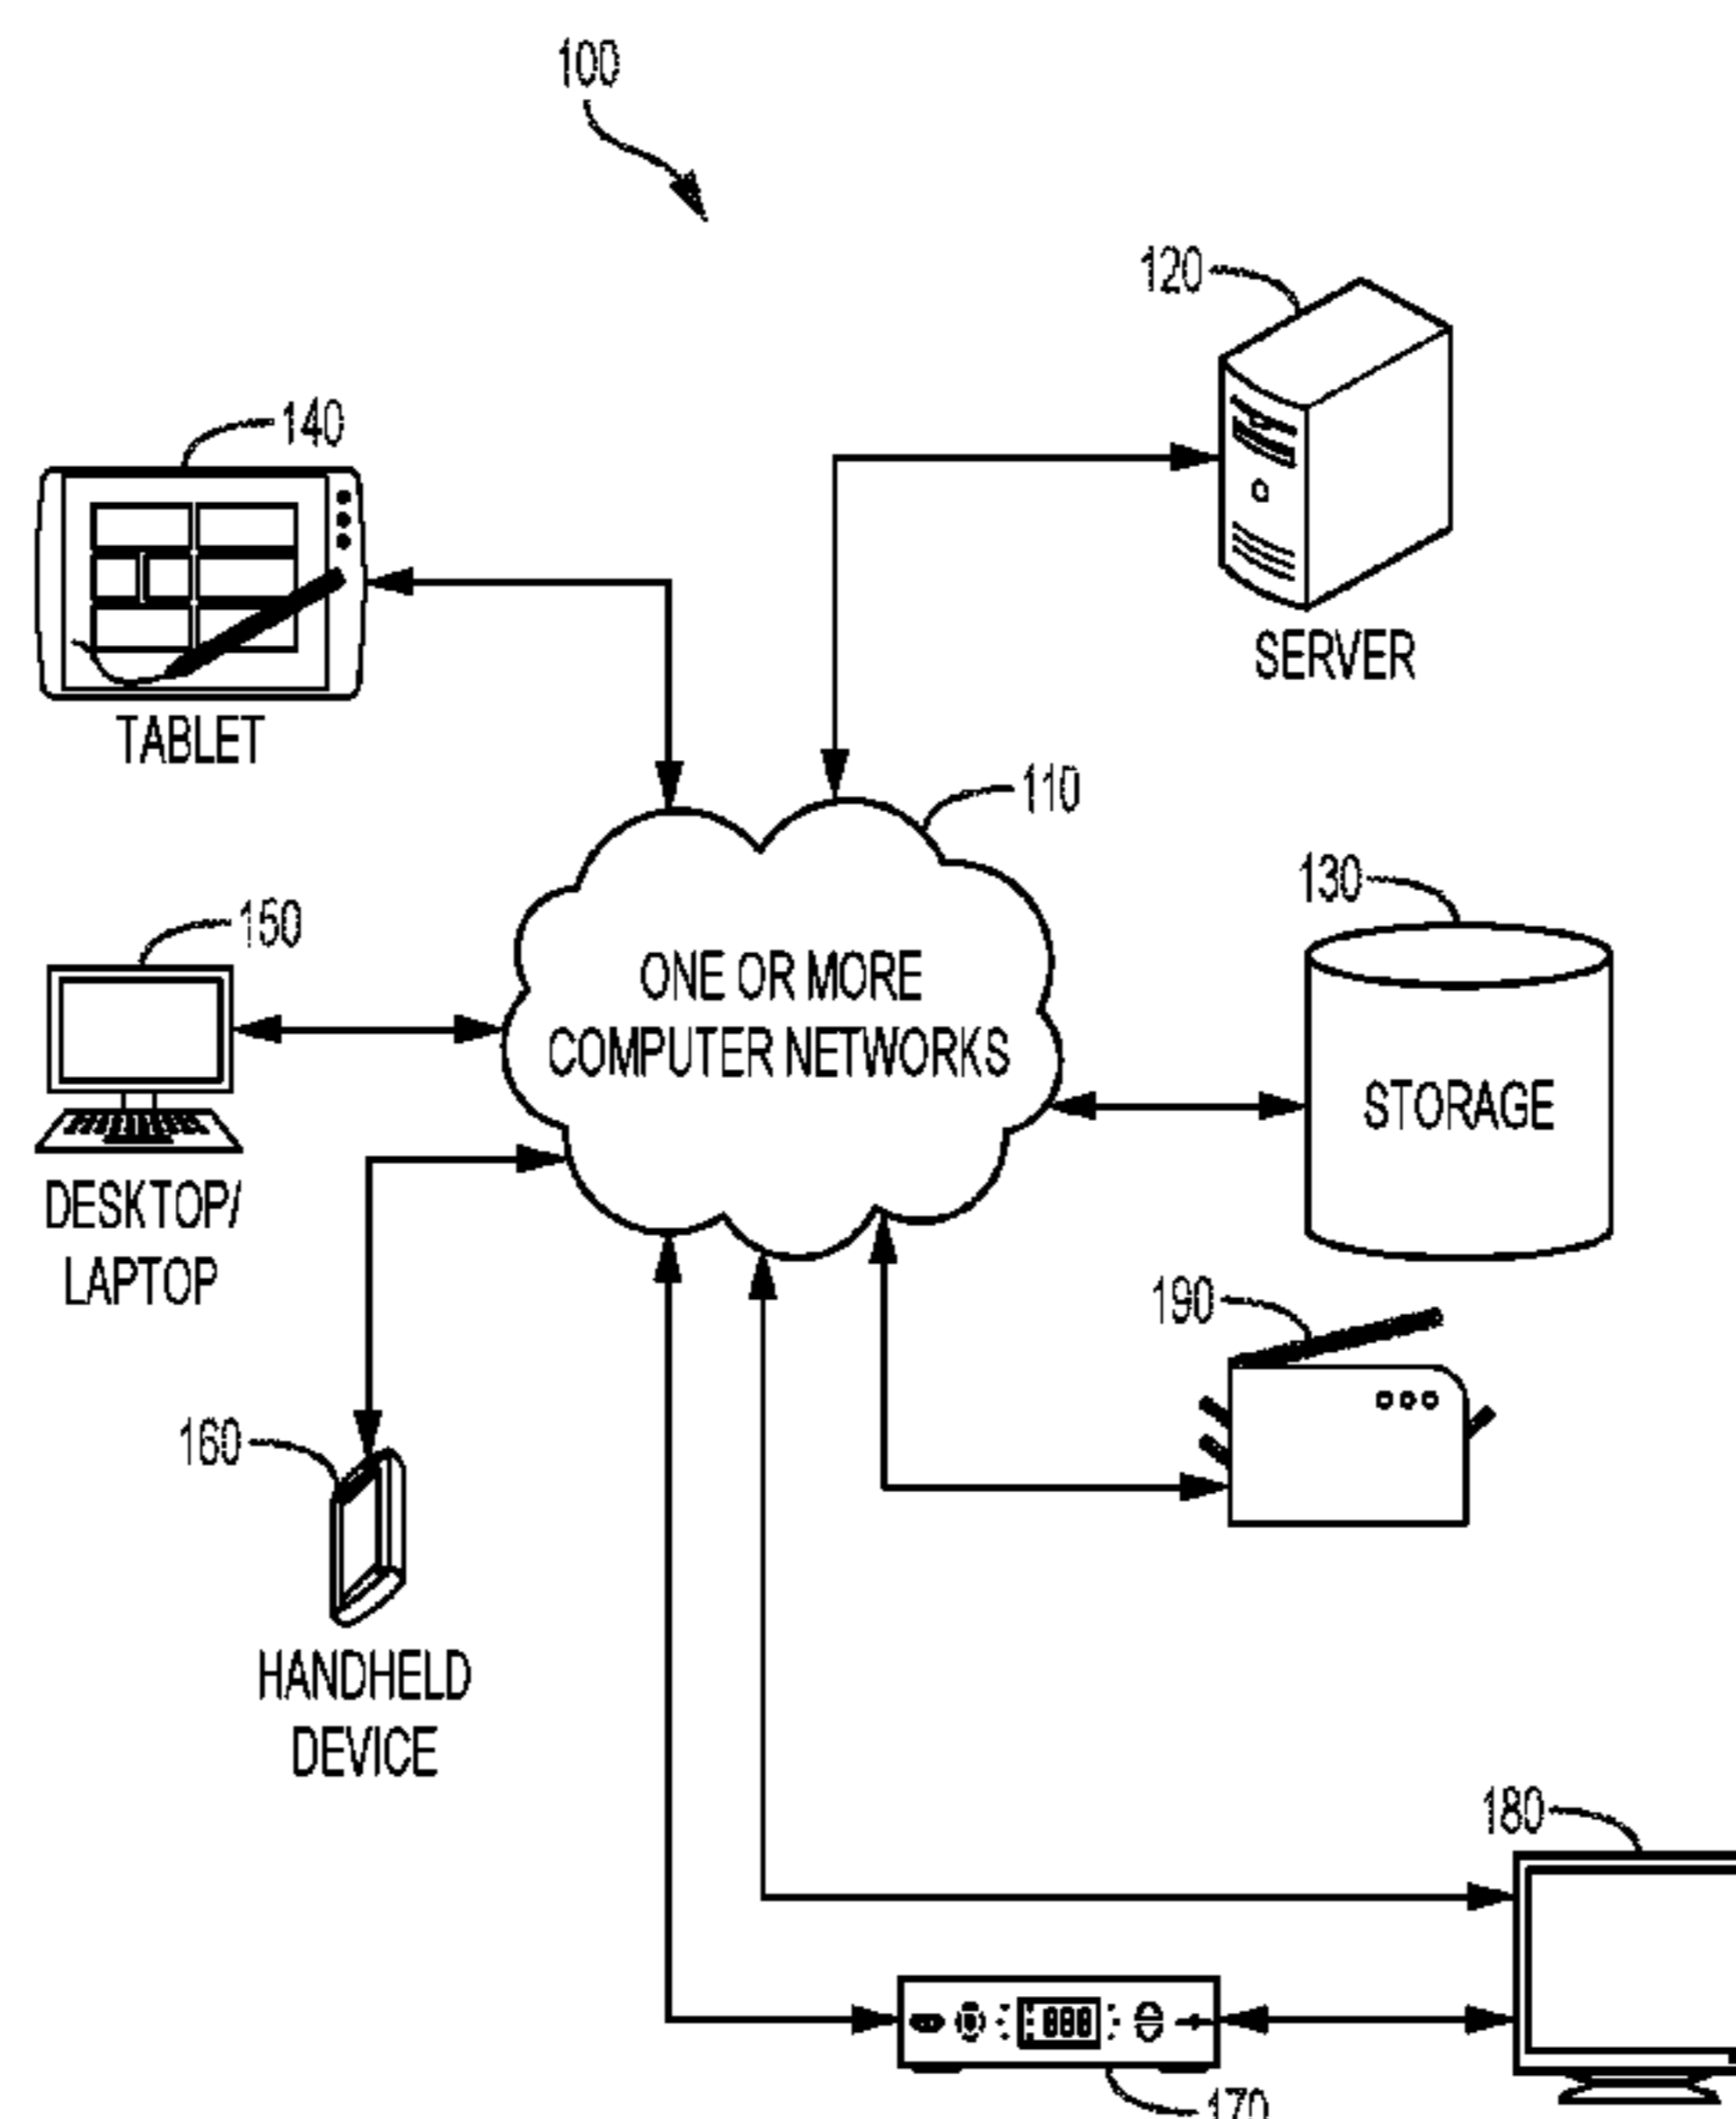 100
120
140
SERVER
TABLET
110
130
150
ONE OR MORE
COMPUTER NETWORKS
STORAGE
DESKTOP/
LAPTOP
190
160
HANDHELD
DEVICE
180
888
170